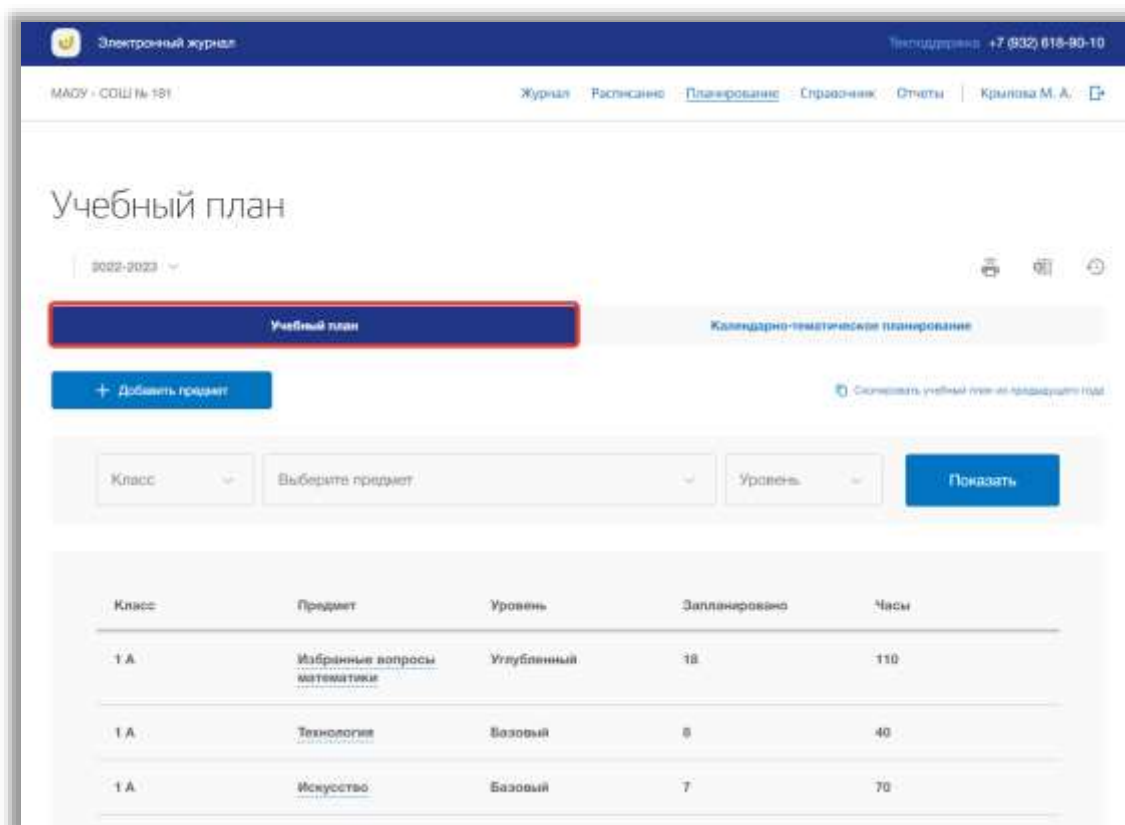 Электронный журнал
Техподдержка +7 (932) 618-90-10
МАОУ - СОШ № 181
Журнал Расписание Планирование Справочник Отчеты Крылова М. А.
Учебный план
2022-2023
Учебный план
Календарно-тематическое планирование
+ Добавить предмет
Скопировать учебный план из предыдущего года
Класс
Выберите предмет
Уровень
Показать
Класс Предмет Уровень Запланировано Часы
1 А Избранные вопросы математики Углубленный 18 110
1 А Технология Базовый 8 40
1 А Искусство Базовый 7 70